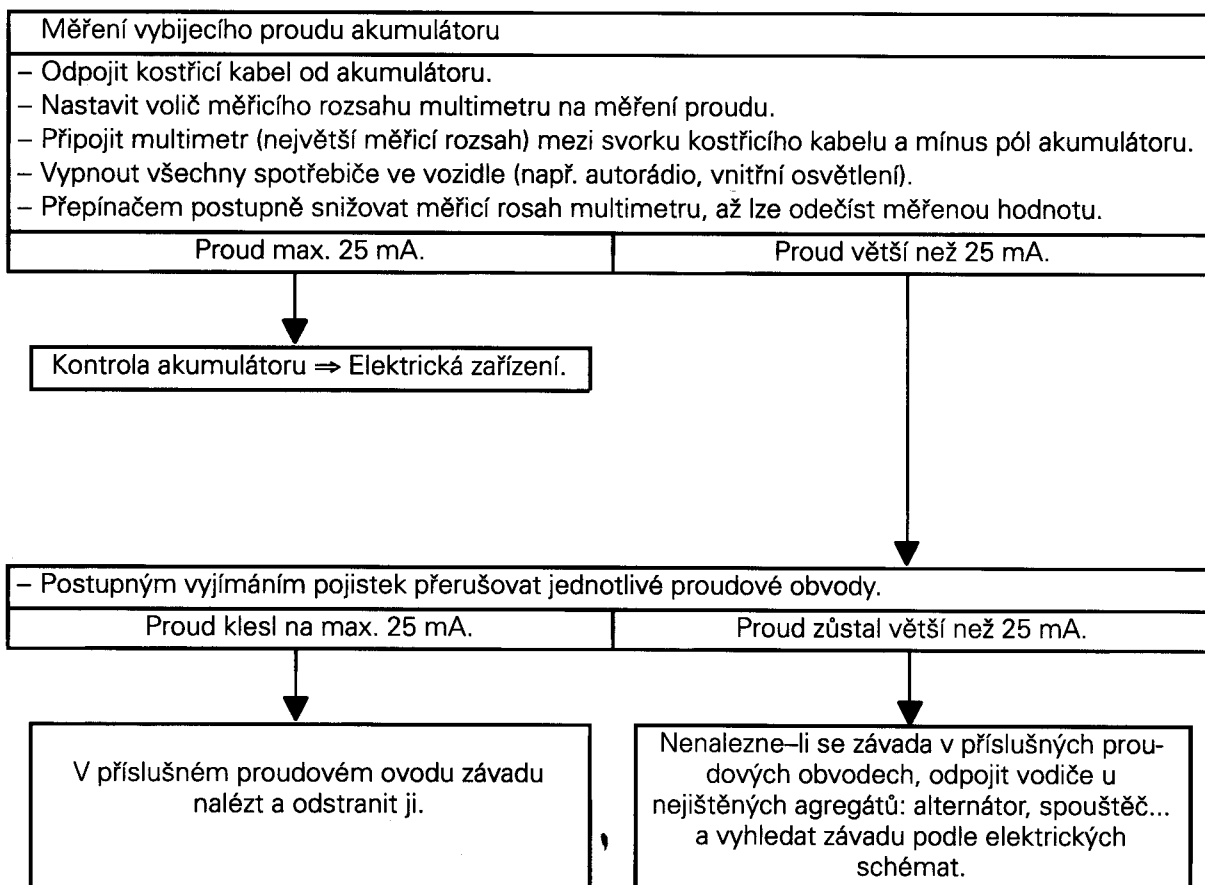 Měření vybijecího proudu akumulátoru
– Odpojit kostřicí kabel od akumulátoru.
– Nastavit volič měřicího rozsahu multimetru na měření proudu.
– Připojit multimetr (největší měřicí rozsah) mezi svorku kostřicího kabelu a mínus pól akumulátoru.
– Vypnout všechny spotřebiče ve vozidle (např. autorádio, vnitřní osvětlení).
– Přepínačem postupně snižovat měřicí rosah multimetru, až lze odečíst měřenou hodnotu.
Proud max. 25 mA.
Proud větší než 25 mA.
Kontrola akumulátoru ⇒ Elektrická zařízení.
– Postupným vyjímáním pojistek přerušovat jednotlivé proudové obvody.
Proud klesl na max. 25 mA.
Proud zůstal větší než 25 mA.
V příslušném proudovém ovodu závadu
nalézt a odstranit ji.
Nenalezne–li se závada v příslušných prou-
dových obvodech, odpojit vodiče u
nejištěných agregátů: alternátor, spouštěč...
a vyhledat závadu podle elektrických
schémat.